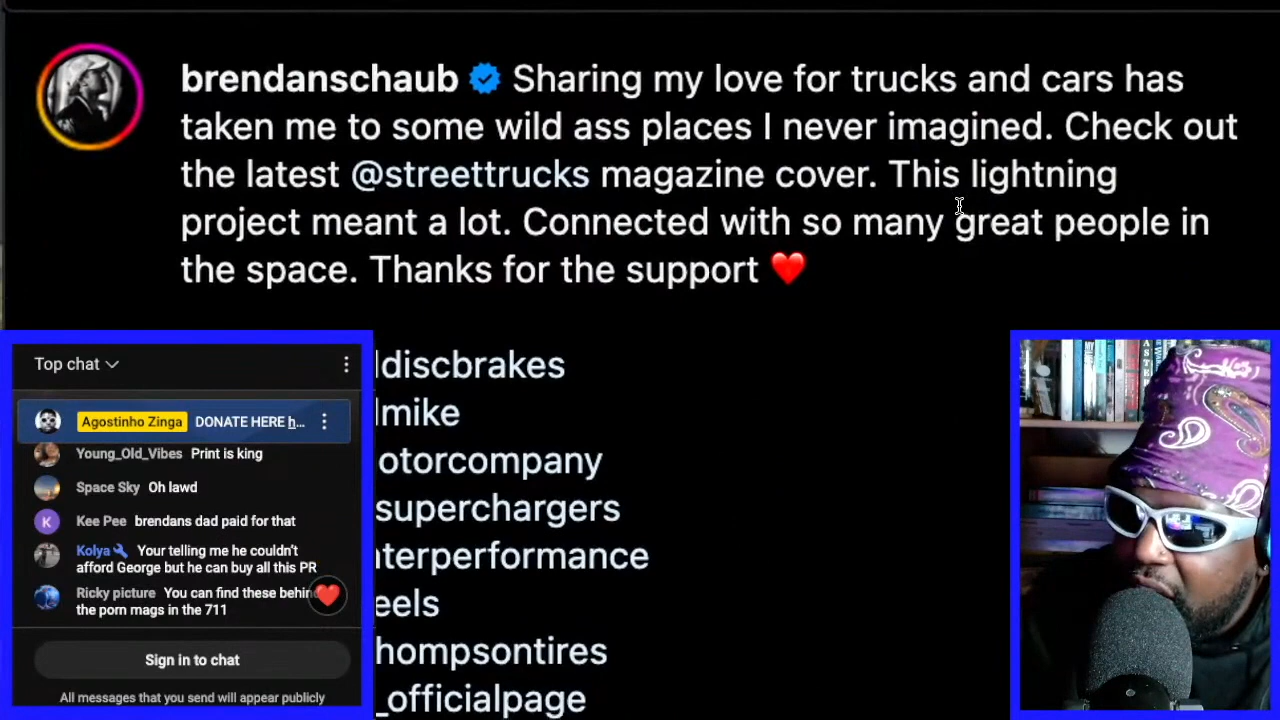 brendanschaub Sharing my love for trucks and cars has
taken me to some wild ass places I never imagined. Check out
the latest @streettrucks magazine cover. This lightning
project meant a lot. Connected with so many great people in
the space. Thanks for the support ❤️
ldiscbrakes
lmike
otorcompany
superchargers
terperformance
eels
hompsontires
_officialpage
Top chat
Agostinho Zinga DONATE HERE h...
Young_Old_Vibes Print is king
Space Sky Oh lawd
K Kee Pee brendans dad paid for that
Kolya Your telling me he couldn't
afford George but he can buy all this PR
Ricky picture You can find these behin
the porn mags in the 711
Sign in to chat
All messages that you send will appear publicly